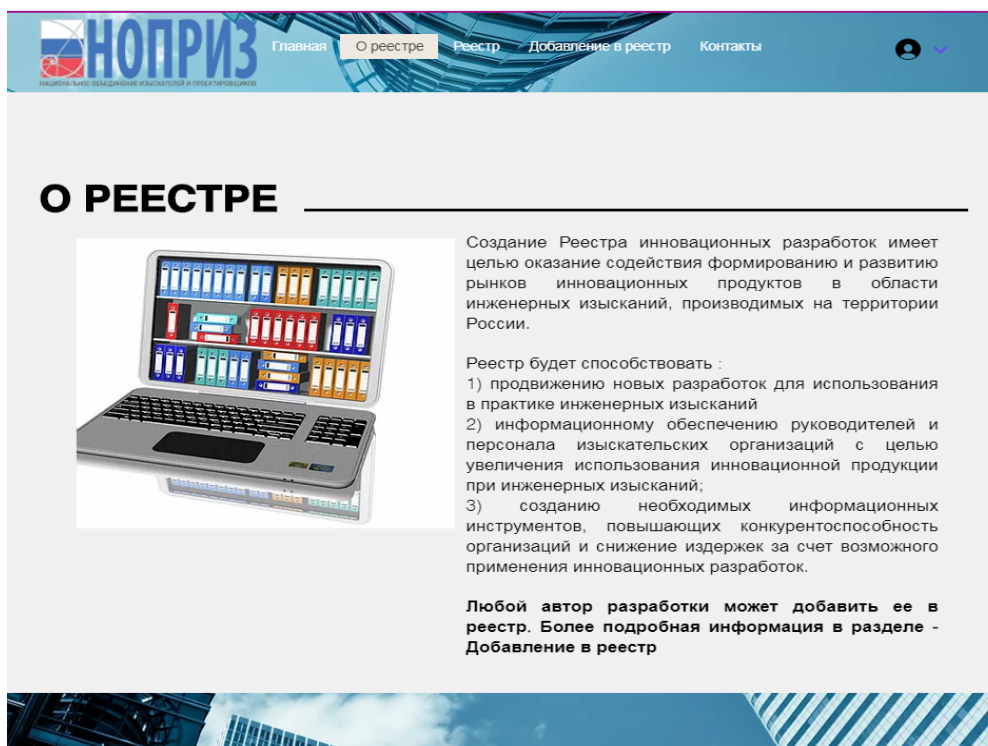 НОПРИЗ
НАЦИОНАЛЬНОЕ ОБЪЕДИНЕНИЕ ИЗЫСКАТЕЛЕЙ И ПРОЕКТИРОВЩИКОВ
Главная О реестре Реестр Добавление в реестр Контакты
О РЕЕСТРЕ
Создание Реестра инновационных разработок имеет
целью оказание содействия формированию и развитию
рынков инновационных продуктов в области
инженерных изысканий, производимых на территории
России.
Реестр будет способствовать :
1) продвижению новых разработок для использования
в практике инженерных изысканий
2) информационному обеспечению руководителей и
персонала изыскательских организаций с целью
увеличения использования инновационной продукции
при инженерных изысканий;
3) созданию необходимых информационных
инструментов, повышающих конкурентоспособность
организаций и снижение издержек за счет возможного
применения инновационных разработок.
Любой автор разработки может добавить ее в
реестр. Более подробная информация в разделе -
Добавление в реестр